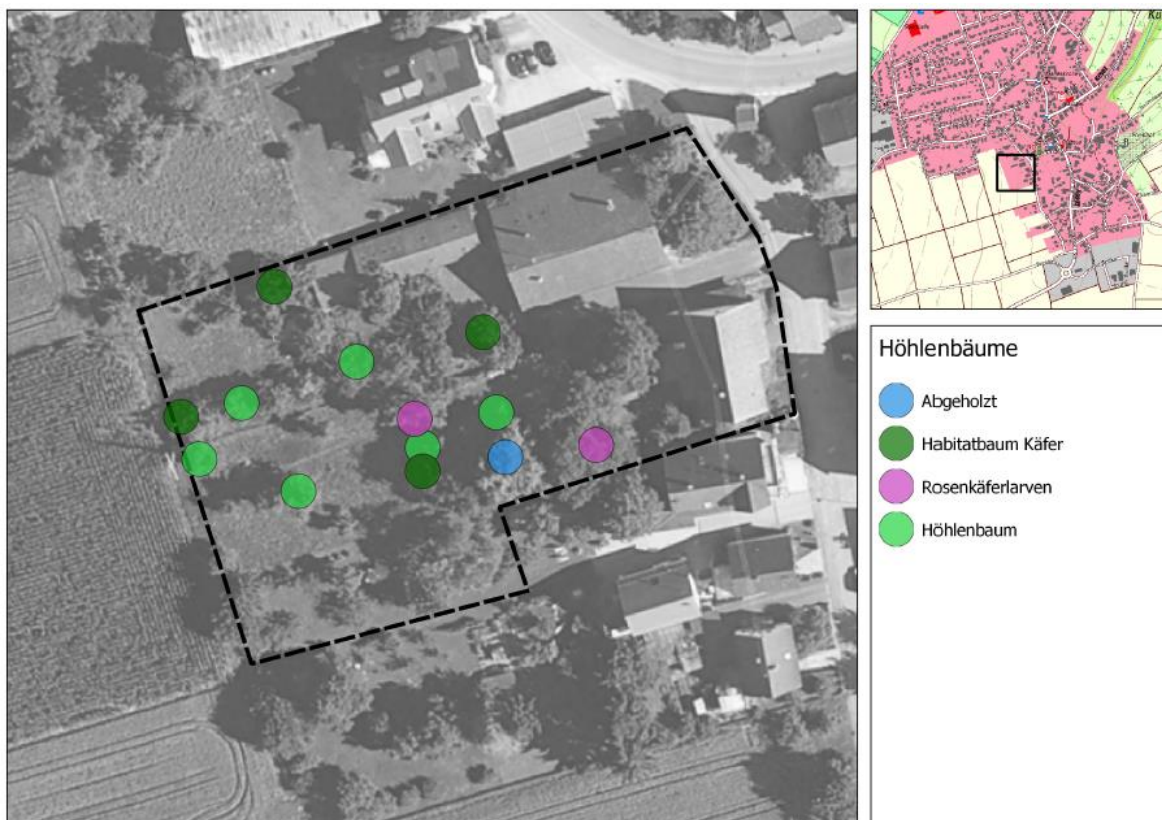 Höhlenbäume
Abgeholzt
Habitatbaum Käfer
Rosenkäferlarven
Höhlenbaum